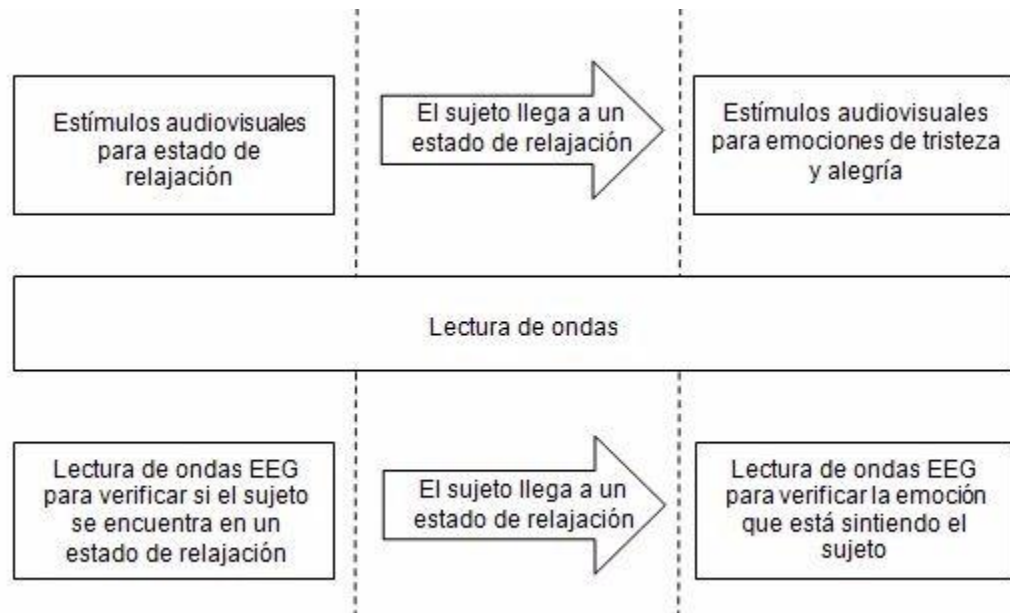 Estímulos audiovisuales
para estado de
relajación
El sujeto llega a un
estado de relajación
Estímulos audiovisuales
para emociones de tristeza
y alegría
Lectura de ondas
Lectura de ondas EEG
para verificar si el sujeto
se encuentra en un
estado de relajación
El sujeto llega a un
estado de relajación
Lectura de ondas EEG
para verificar la emoción
que está sintiendo el
sujeto